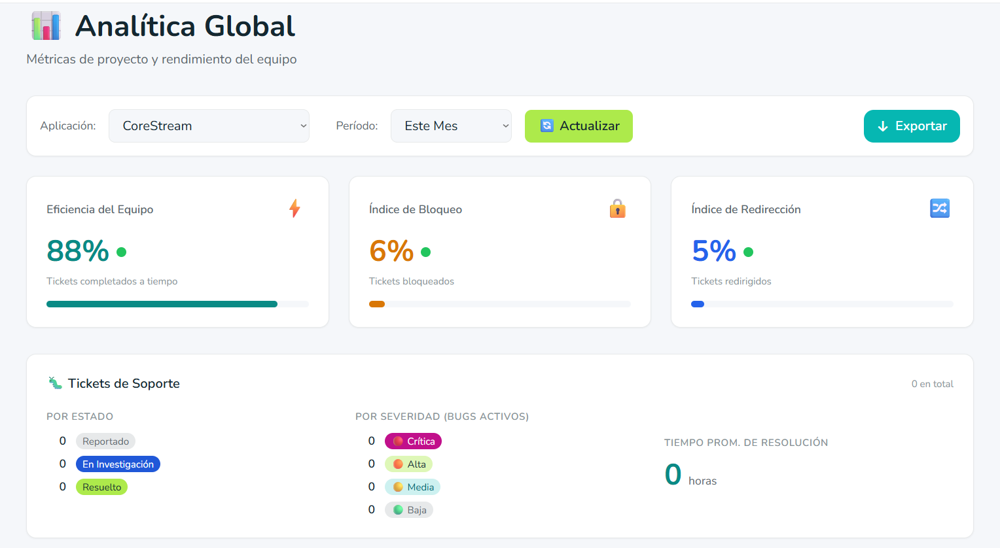 Analítica Global
Métricas de proyecto y rendimiento del equipo
Aplicación: CoreStream Período: Este Mes Actualizar Exportar
Eficiencia del Equipo
88%
Tickets completados a tiempo
Índice de Bloqueo
6%
Tickets bloqueados
Índice de Redirección
5%
Tickets redirigidos
Tickets de Soporte
0 en total
POR ESTADO
0 Reportado
0 En Investigación
0 Resuelto
POR SEVERIDAD (BUGS ACTIVOS)
0 Crítica
0 Alta
0 Media
0 Baja
TIEMPO PROM. DE RESOLUCIÓN
0 horas